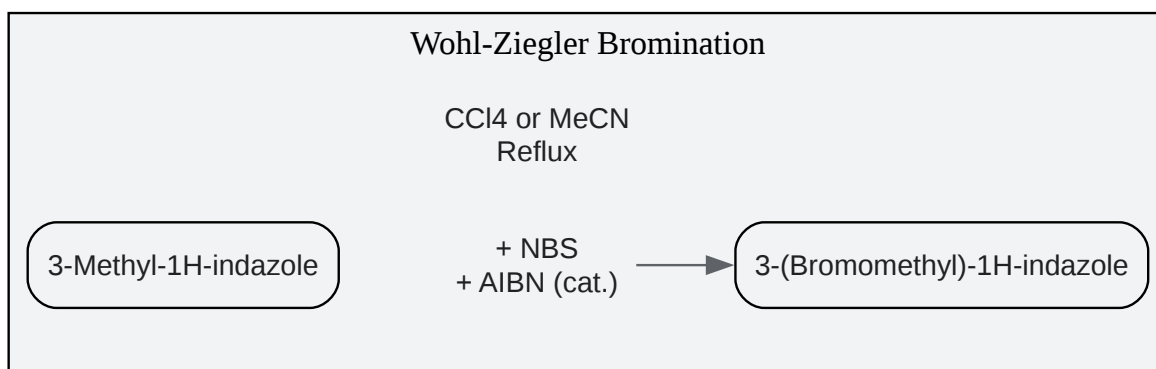 Wohl-Ziegler Bromination
CCl4 or MeCN
Reflux
3-Methyl-1H-indazole
+ NBS
+ AIBN (cat.)
3-(Bromomethyl)-1H-indazole